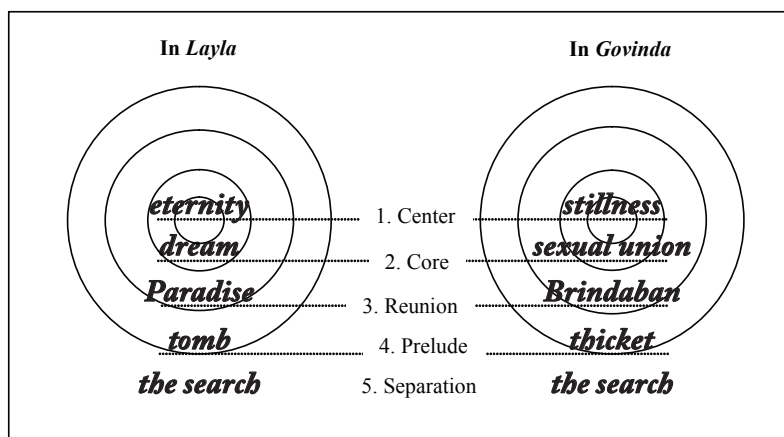 In Layla
In Govinda
eternity
1. Center
stillness
dream
2. Core
sexual union
Paradise
3. Reunion
Brindaban
tomb
4. Prelude
thicket
the search
5. Separation
the search